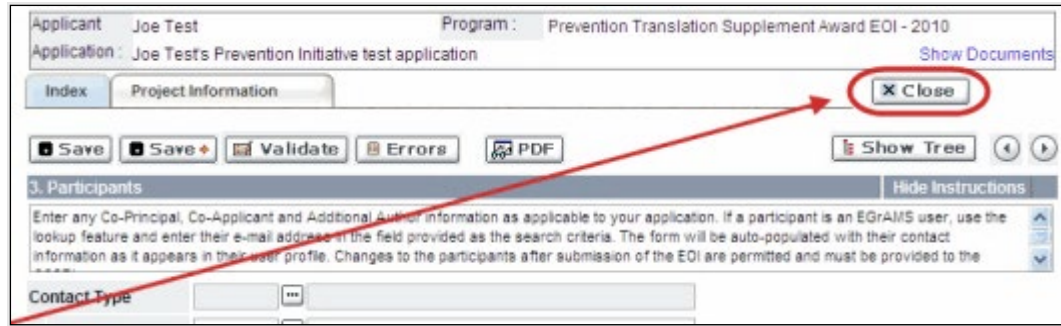 Applicant Joe Test Program : Prevention Translation Supplement Award EOI - 2010
Application : Joe Test's Prevention Initiative test application Show Documents
Index Project Information Close
Save Save Validate Errors PDF Show Tree
3. Participants Hide Instructions
Enter any Co-Principal, Co-Applicant and Additional Author information as applicable to your application. If a participant is an EGrAMS user, use the
lookup feature and enter their e-mail address in the field provided as the search criteria. The form will be auto-populated with their contact
information as it appears in their user profile. Changes to the participants after submission of the EOI are permitted and must be provided to the
Contact Type